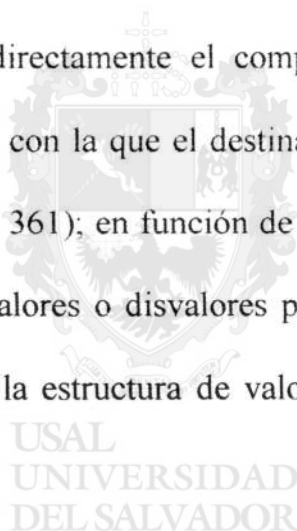 directamente el comp
con la que el destina
361); en función de
alores o disvalores p
la estructura de valo
USAL
UNIVERSIDAD
DEL SALVADOR